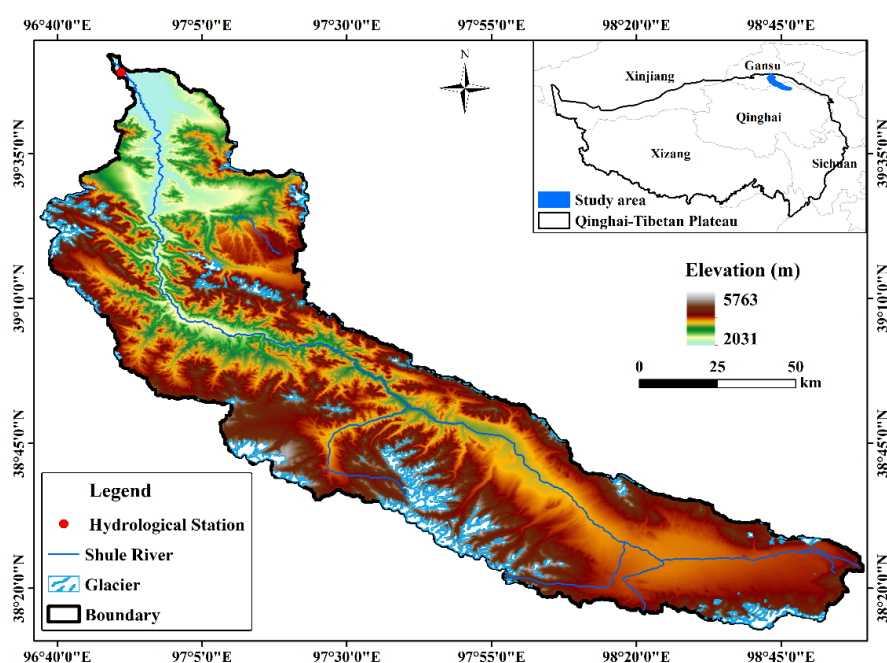 96°40'0"E 97°5'0"E 97°30'0"E 97°55'0"E 98°20'0"E 98°45'0"E
N
Gansu
Xinjiang
Qinghai
Xizang
Sichuan
Study area
Qinghai-Tibetan Plateau
39°35'0"N 39°35'0"N
Elevation (m)
5763
2031
39°10'0"N 39°10'0"N
0 25 50
km
38°45'0"N 38°45'0"N
Legend
Hydrological Station
Shule River
Glacier
Boundary
38°20'0"N 38°20'0"N
96°40'0"E 97°5'0"E 97°30'0"E 97°55'0"E 98°20'0"E 98°45'0"E